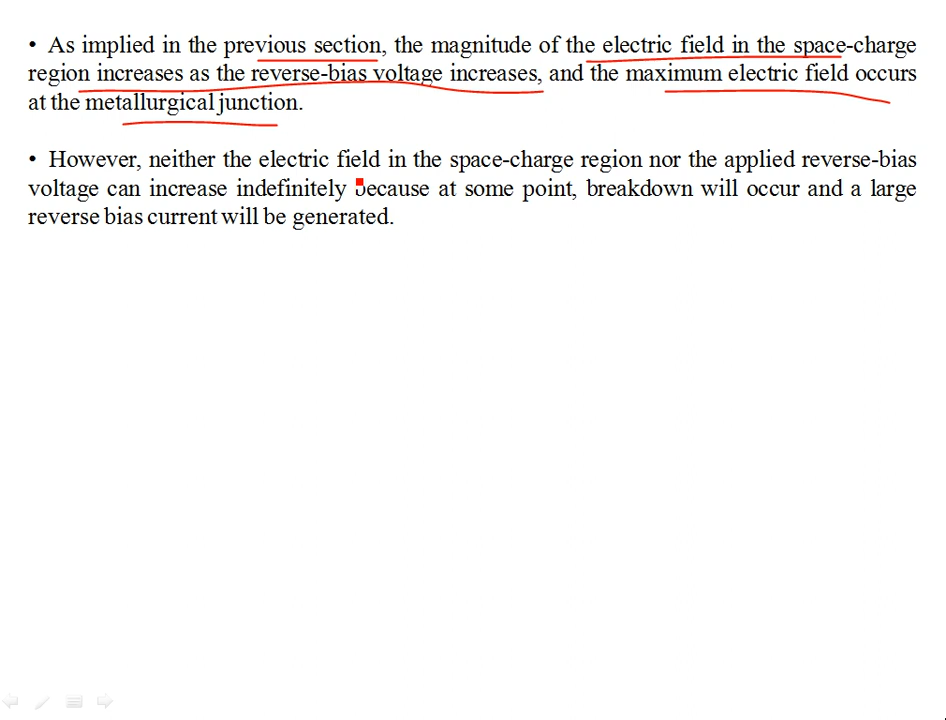 • As implied in the previous section, the magnitude of the electric field in the space-charge
region increases as the reverse-bias voltage increases, and the maximum electric field occurs
at the metallurgical junction.
• However, neither the electric field in the space-charge region nor the applied reverse-bias
voltage can increase indefinitely because at some point, breakdown will occur and a large
reverse bias current will be generated.